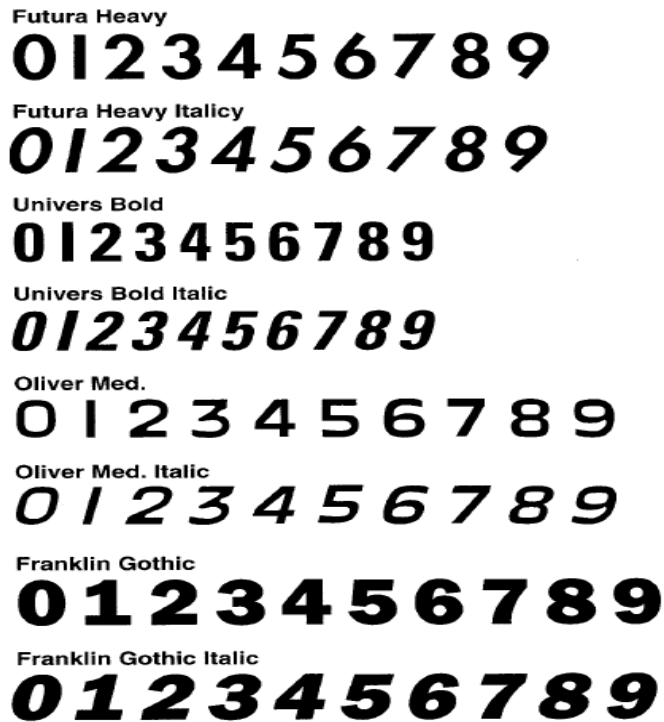 Futura Heavy
0123456789
Futura Heavy Italicy
0123456789
Univers Bold
0123456789
Univers Bold Italic
0123456789
Oliver Med.
0123456789
Oliver Med. Italic
0123456789
Franklin Gothic
0123456789
Franklin Gothic Italic
0123456789